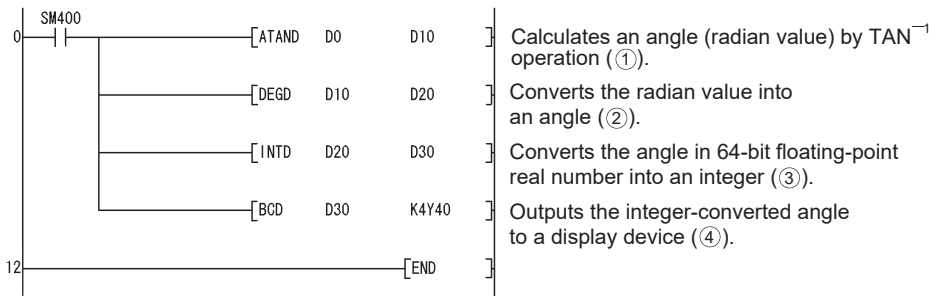 SM400
0 [ATAND D0 D10 ] Calculates an angle (radian value) by TAN⁻¹
operation (①).
[DEGD D10 D20 ] Converts the radian value into
an angle (②).
[INTD D20 D30 ] Converts the angle in 64-bit floating-point
real number into an integer (③).
[BCD D30 K4Y40 ] Outputs the integer-converted angle
to a display device (④).
12 [END ]